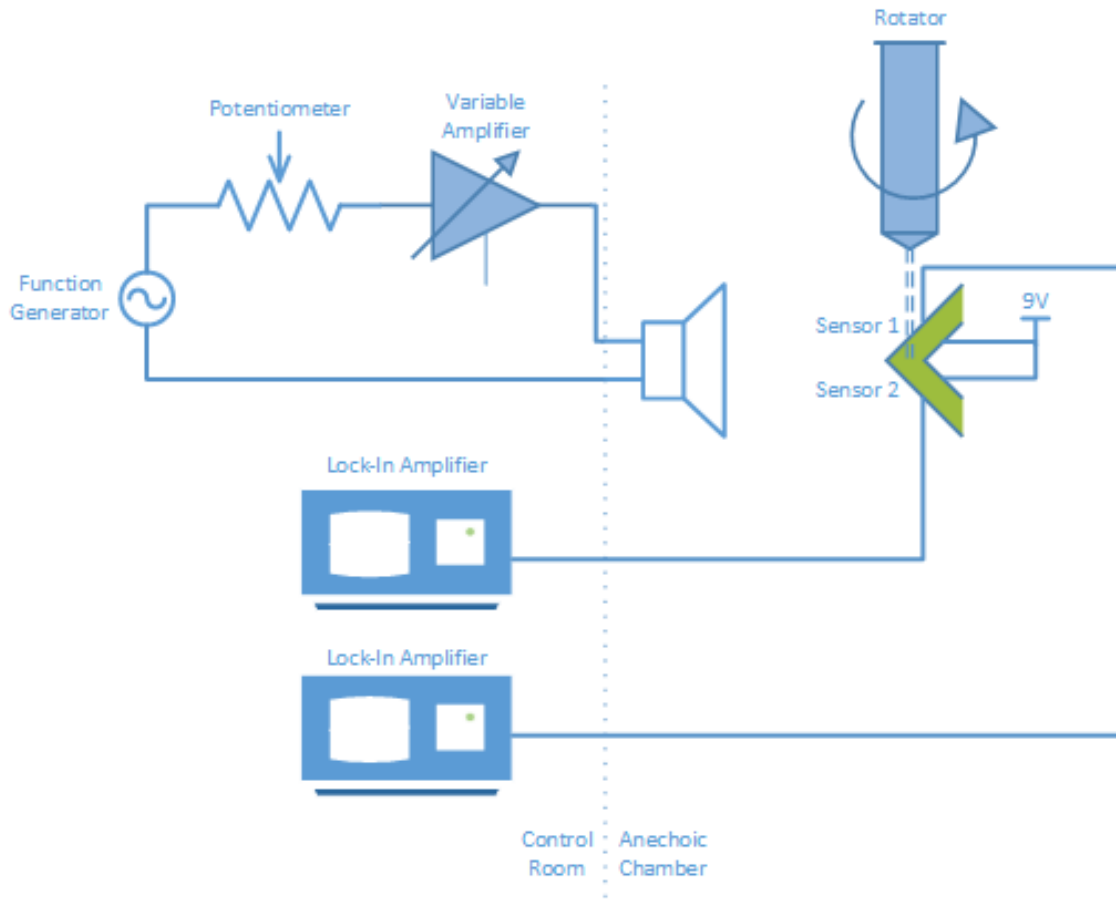 Rotator
Potentiometer
Variable
Amplifier
Function
Generator
Sensor 1
9V
Sensor 2
Lock-In Amplifier
Lock-In Amplifier
Control
Room
Anechoic
Chamber